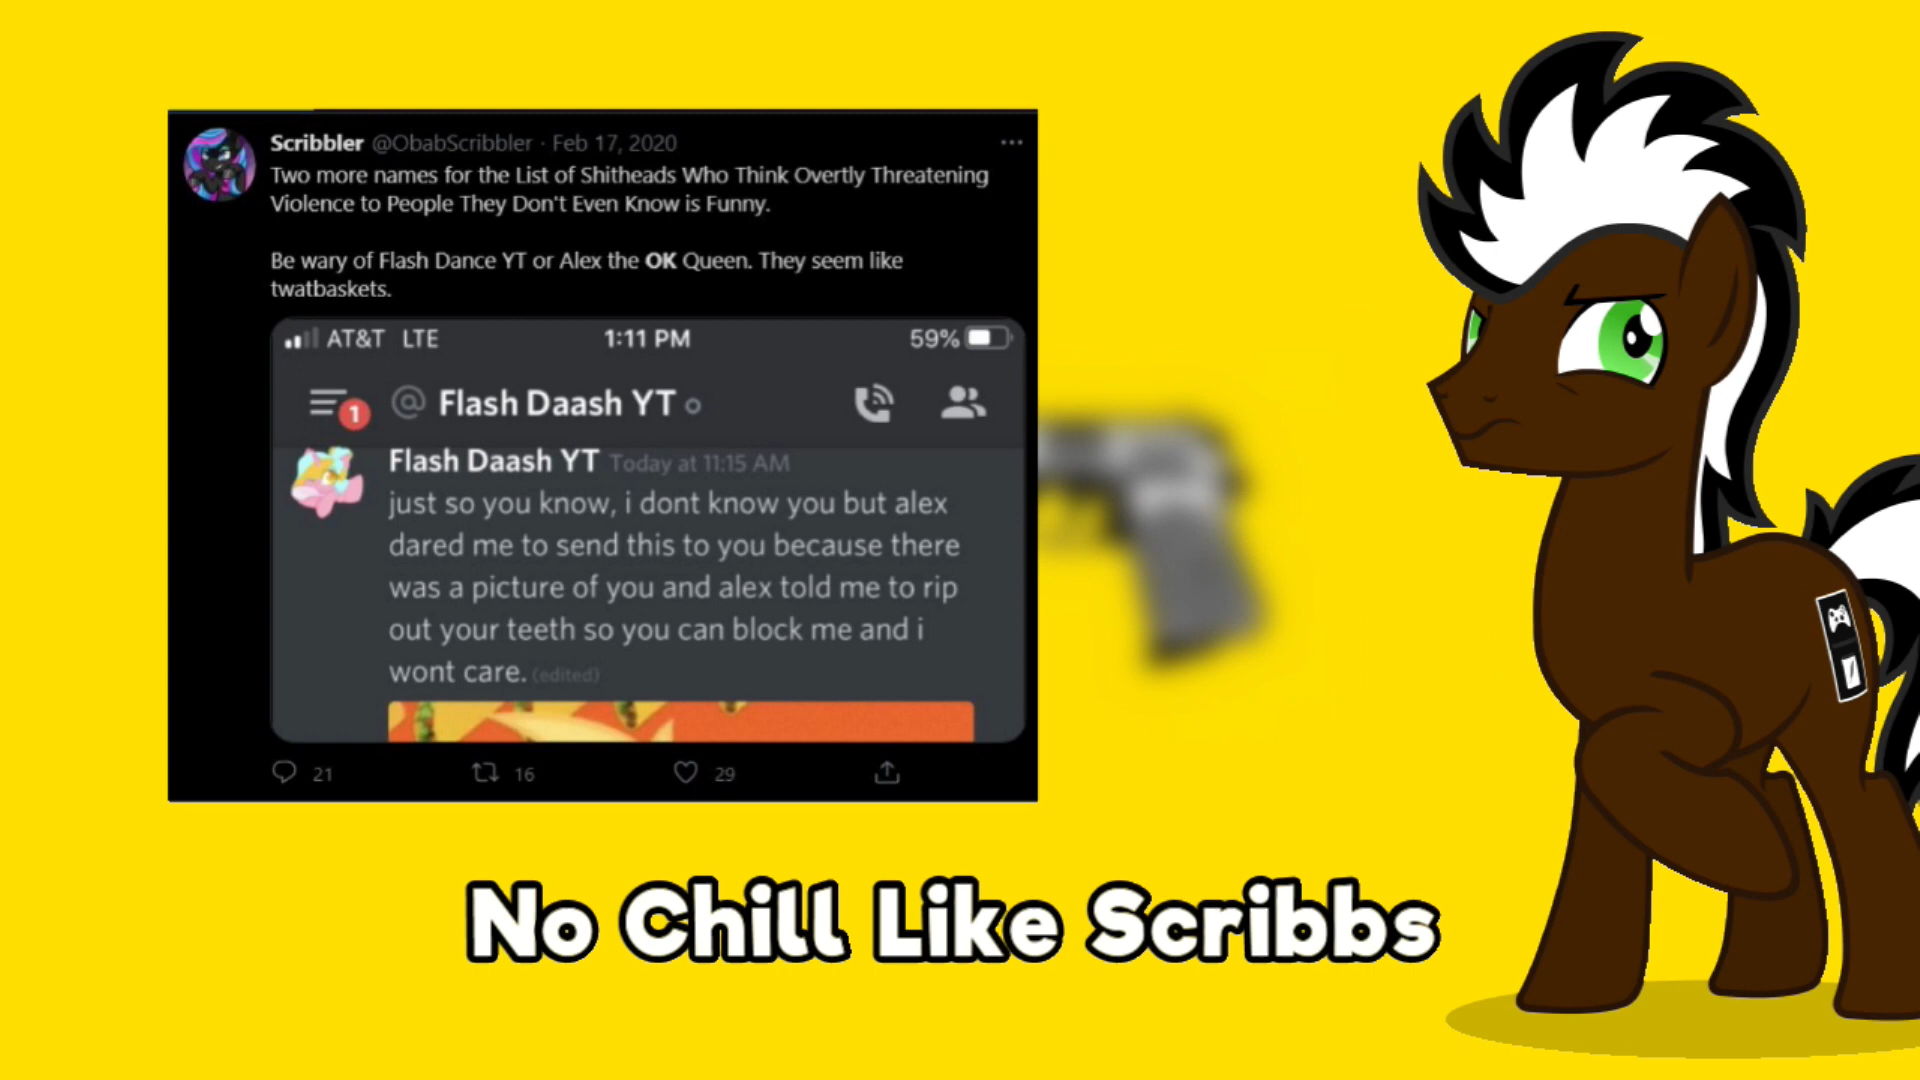 Scribbler @ObabScribbler · Feb 17, 2020
Two more names for the List of Shitheads Who Think Overtly Threatening
Violence to People They Don't Even Know is Funny.
Be wary of Flash Dance YT or Alex the OK Queen. They seem like
twatbaskets.
AT&T LTE 1:11 PM 59%
1 @ Flash Daash YT
Flash Daash YT Today at 11:15 AM
just so you know, i dont know you but alex
dared me to send this to you because there
was a picture of you and alex told me to rip
out your teeth so you can block me and i
wont care. (edited)
21 16 29
No Chill Like Scribbs